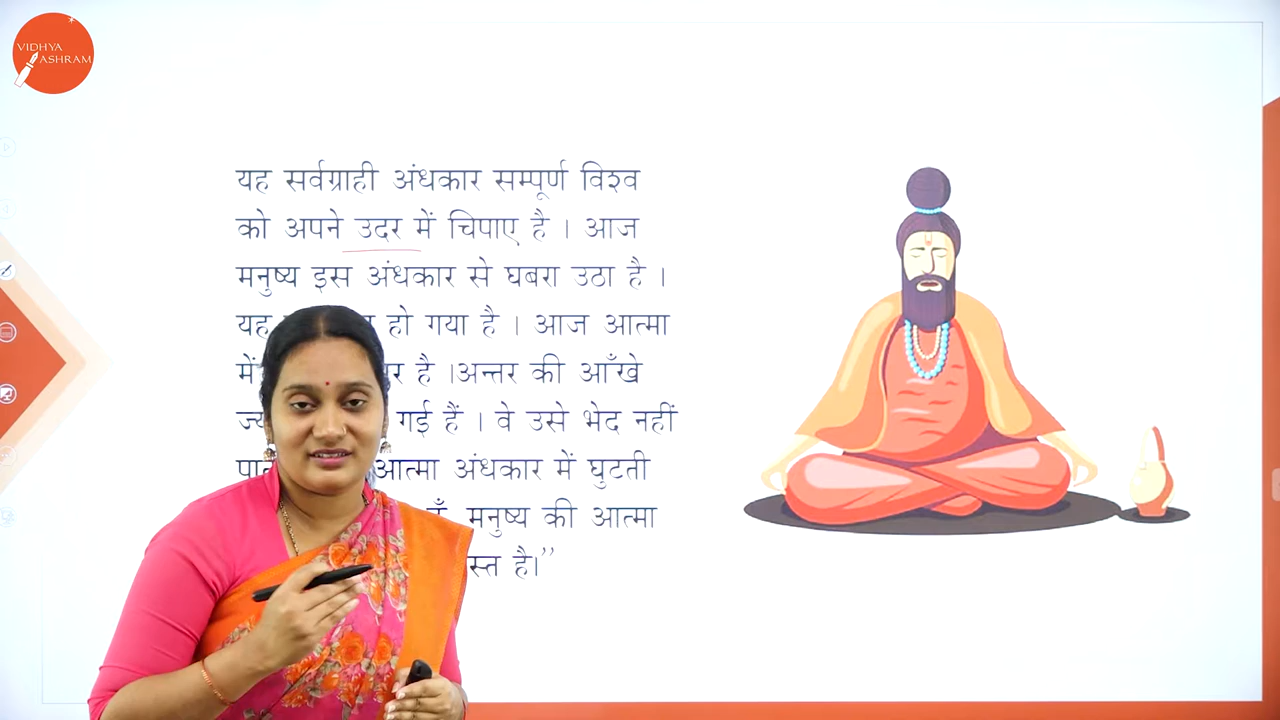 VIDHYA
ASHRAM
यह सर्वग्राही अंधकार सम्पूर्ण विश्व
को अपने उदर में चिपाए है । आज
मनुष्य इस अंधकार से घबरा उठा है ।
यह हो गया है । आज आत्मा
में है ।अन्तर की आँखे
गई हैं । वे उसे भेद नहीं
आत्मा अंधकार में घुटती
मनुष्य की आत्मा
है।’’